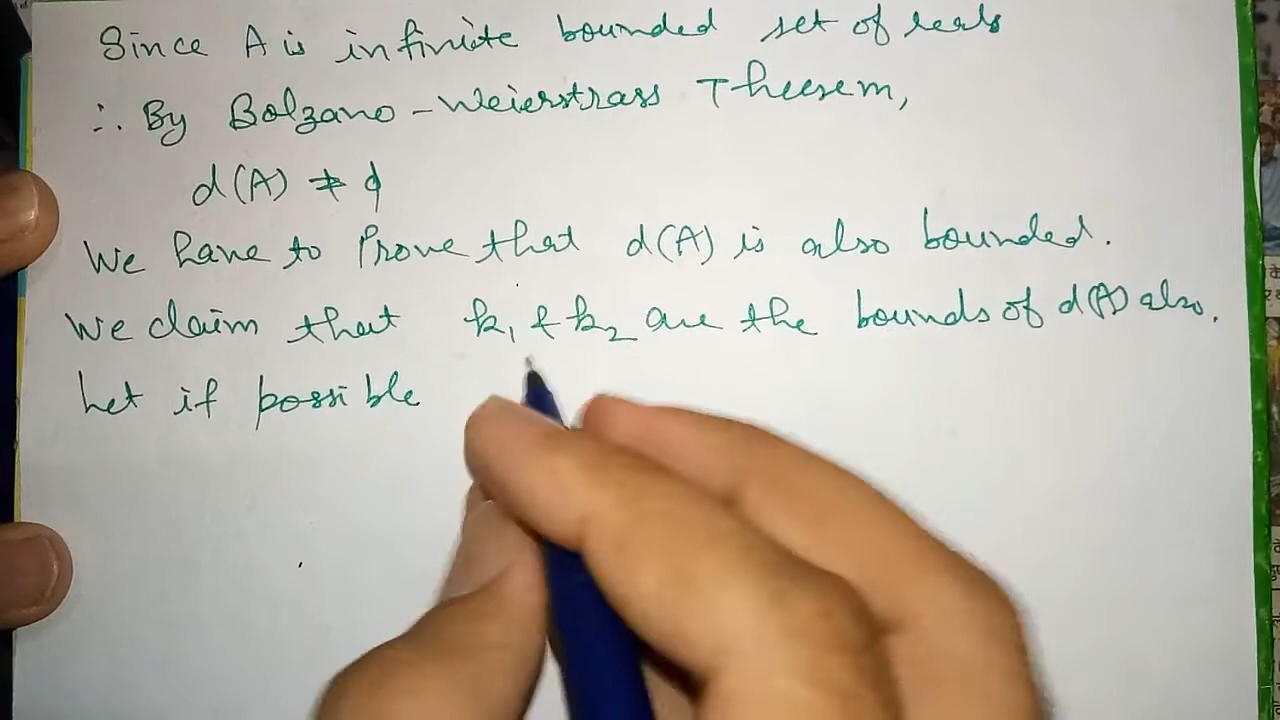 Since A is infinite bounded set of reals
∴ By Bolzano-Weierstrass Theorem,
d(A) ≠ ϕ
We have to Prove that d(A) is also bounded.
We claim that k₁ & k₂ are the bounds of d(A) also.
Let if possible